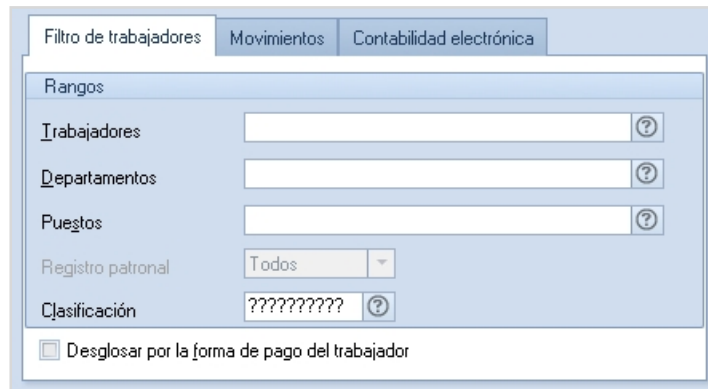 Filtro de trabajadores Movimientos Contabilidad electrónica
Rangos
Trabajadores
Departamentos
Puestos
Registro patronal Todos
Clasificación ??????????
Desglosar por la forma de pago del trabajador